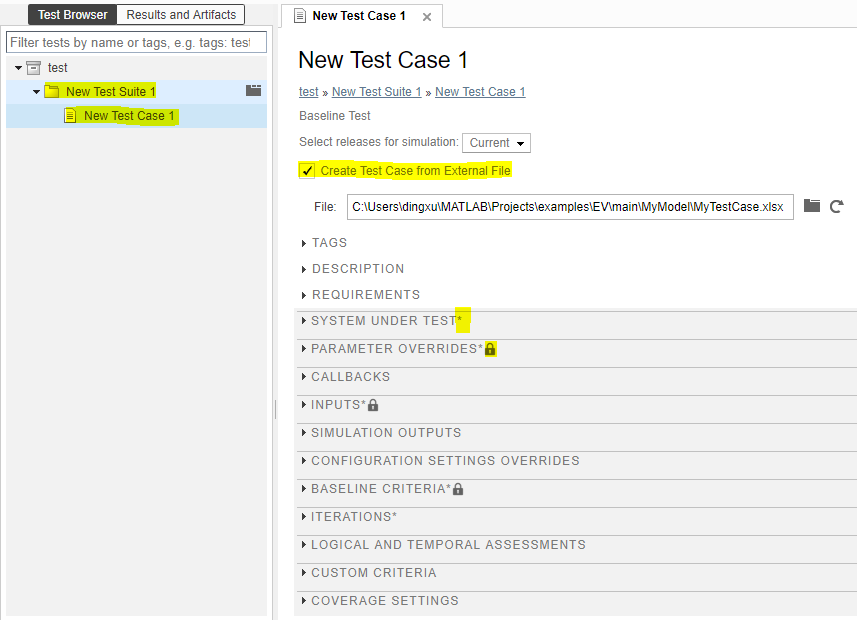 Test Browser
Results and Artifacts
Filter tests by name or tags, e.g. tags: test
test
New Test Suite 1
New Test Case 1
New Test Case 1
New Test Case 1
test » New Test Suite 1 » New Test Case 1
Baseline Test
Select releases for simulation: Current
Create Test Case from External File
File: C:\Users\dingxu\MATLAB\Projects\examples\EV\main\MyModel\MyTestCase.xlsx
TAGS
DESCRIPTION
REQUIREMENTS
SYSTEM UNDER TEST*
PARAMETER OVERRIDES*
CALLBACKS
INPUTS*
SIMULATION OUTPUTS
CONFIGURATION SETTINGS OVERRIDES
BASELINE CRITERIA*
ITERATIONS*
LOGICAL AND TEMPORAL ASSESSMENTS
CUSTOM CRITERIA
COVERAGE SETTINGS